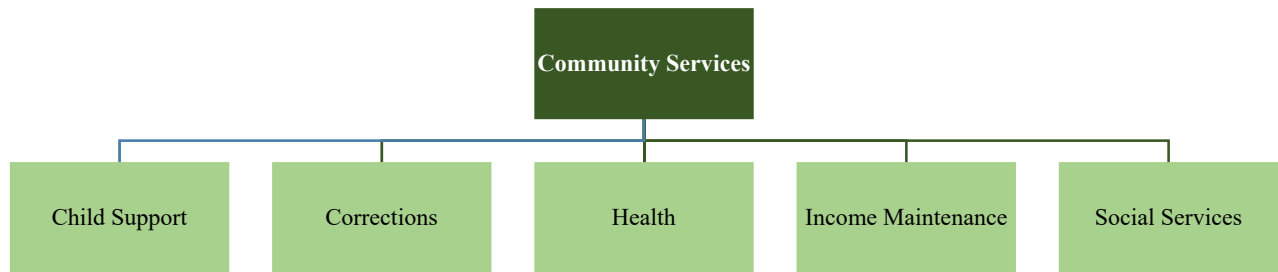 Community Services
Child Support
Corrections
Health
Income Maintenance
Social Services